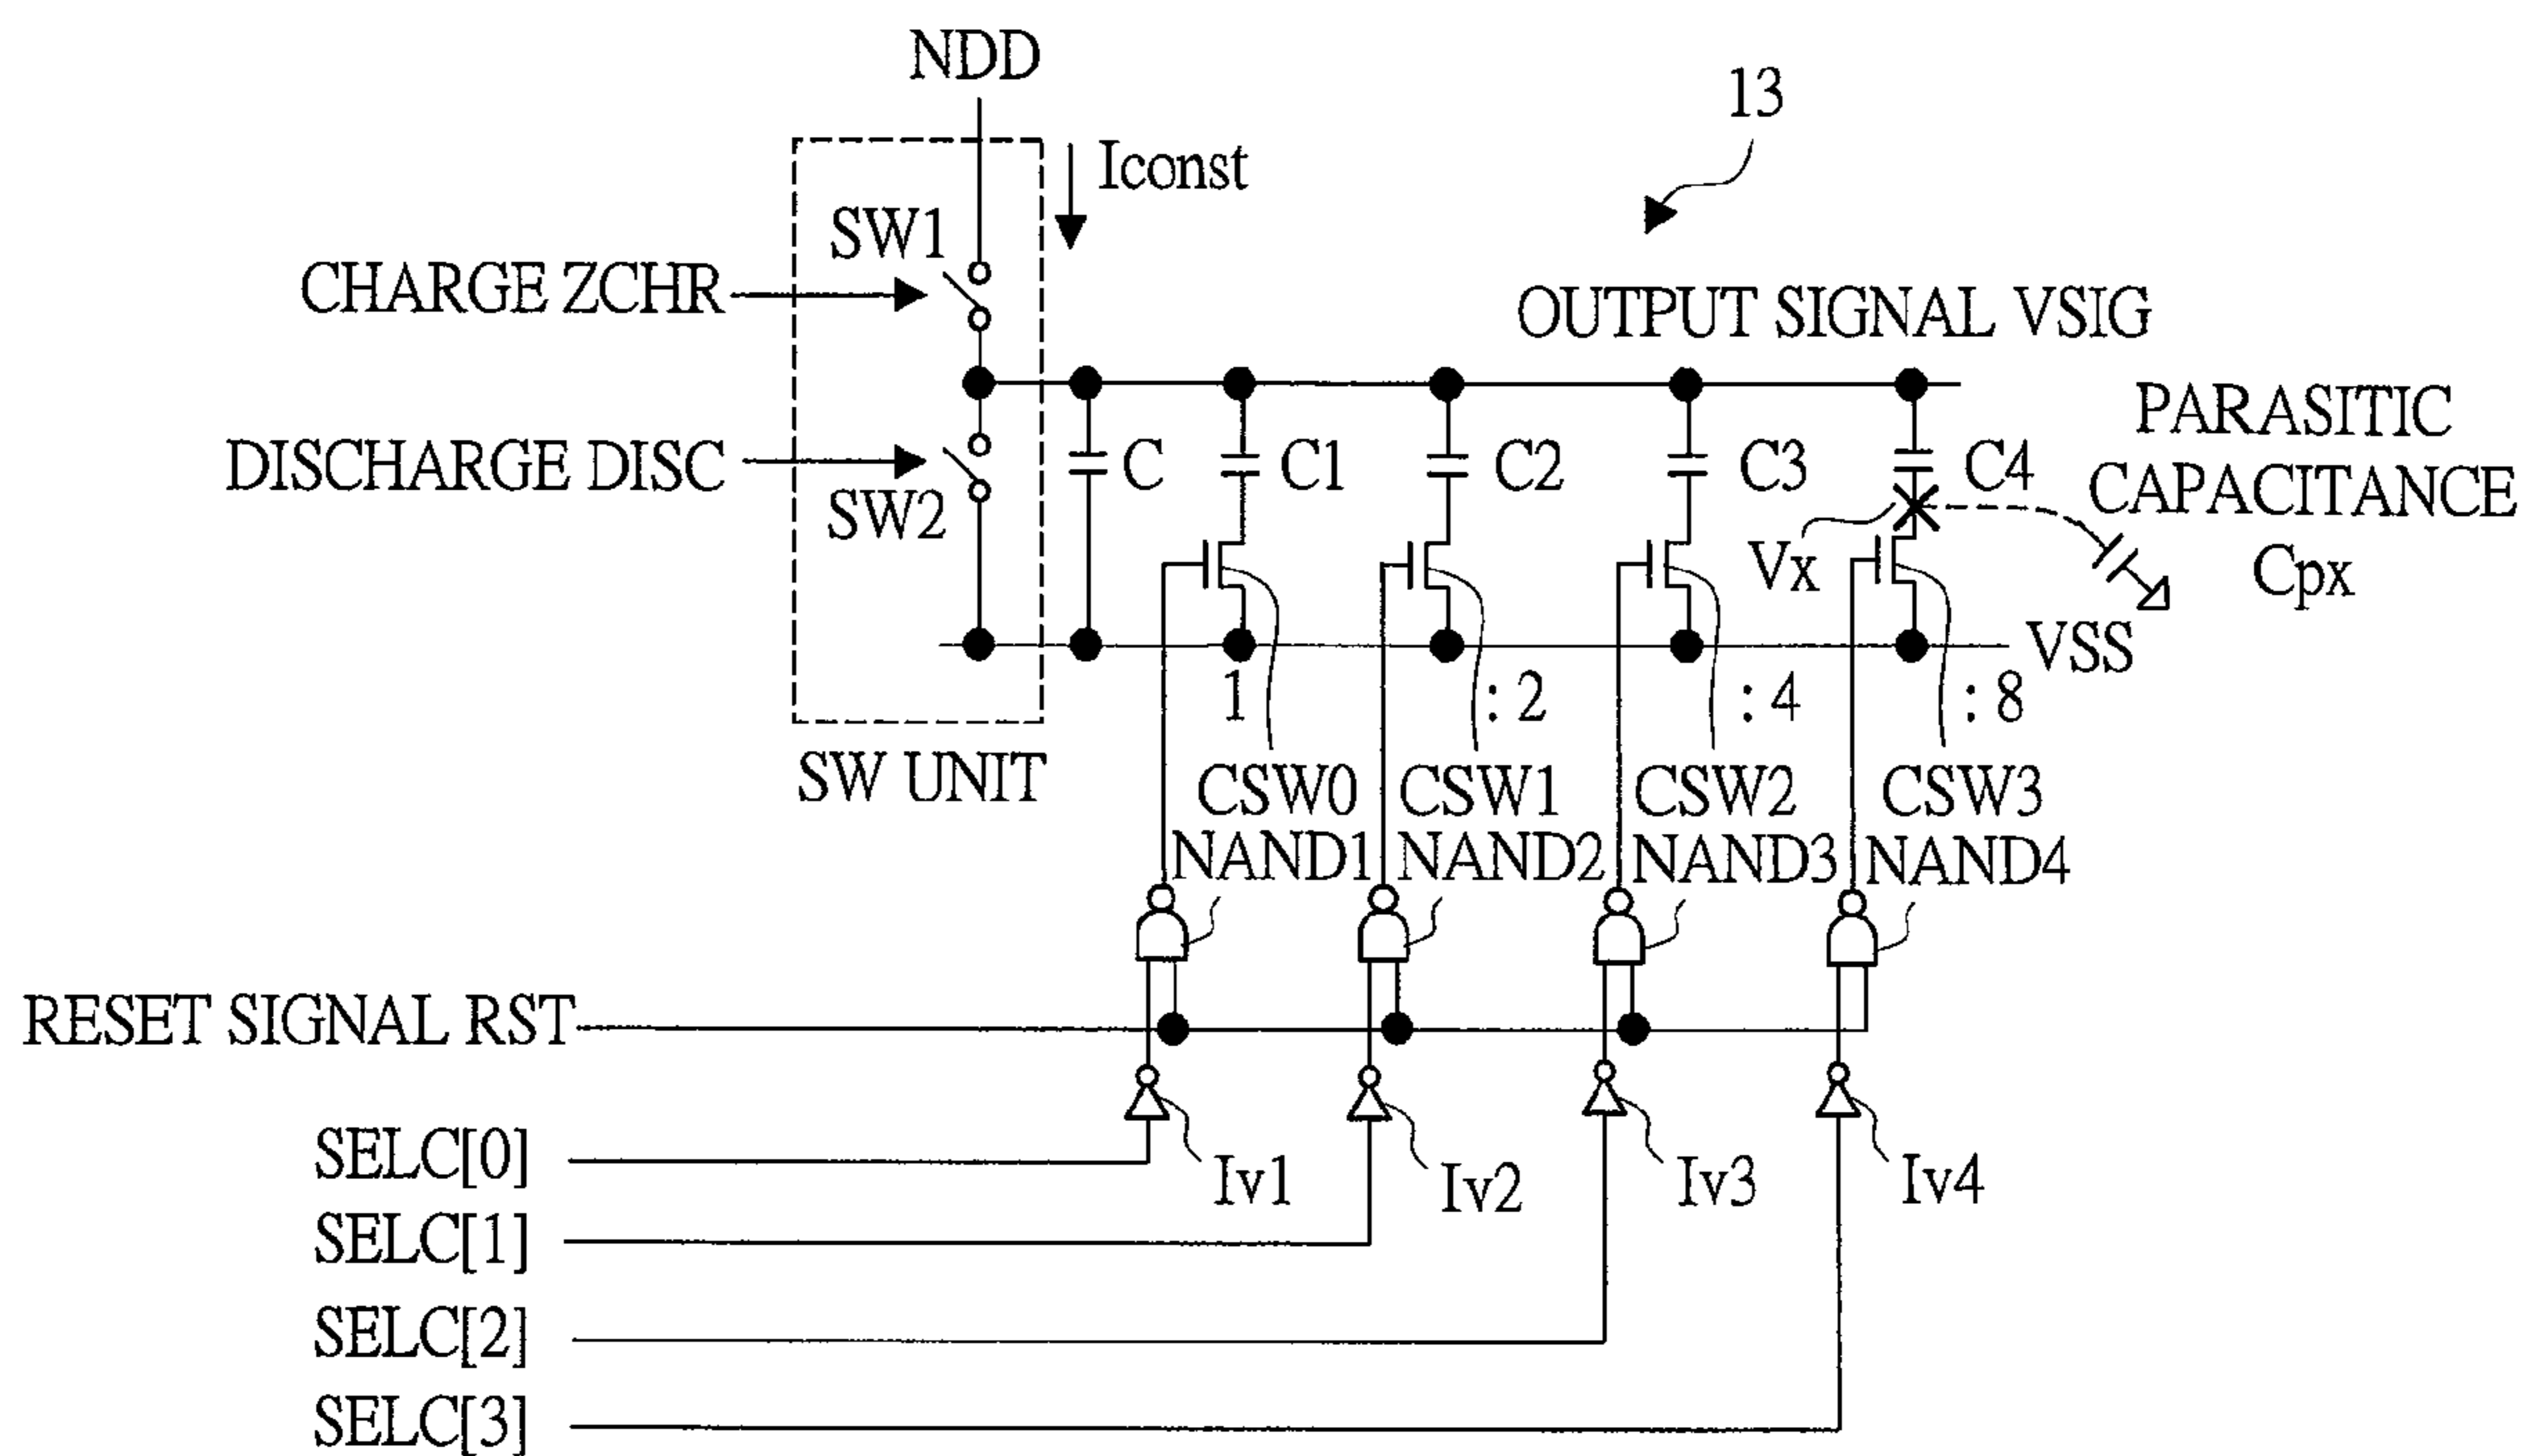 NDD
13
Iconst
SW1
CHARGE ZCHR
OUTPUT SIGNAL VSIG
PARASITIC
CAPACITANCE
Cpx
DISCHARGE DISC
SW2
C
C1
C2
C3
C4
Vx
VSS
1 : 2 : 4 : 8
SW UNIT
CSW0
CSW1
CSW2
CSW3
NAND1
NAND2
NAND3
NAND4
RESET SIGNAL RST
SELC[0]
Iv1
Iv2
Iv3
Iv4
SELC[1]
SELC[2]
SELC[3]